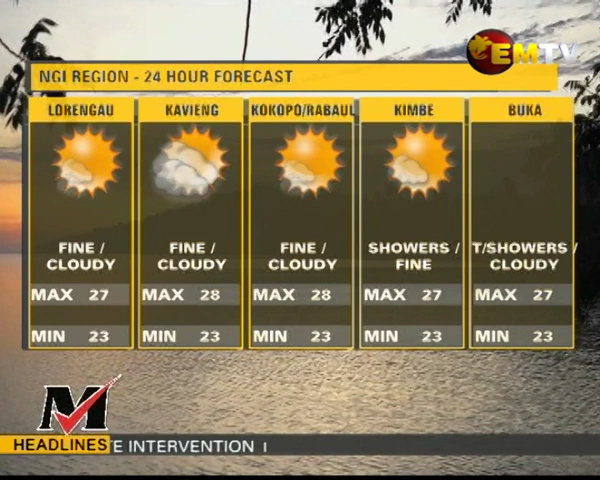 EMTV
NGI REGION - 24 HOUR FORECAST
LORENGAU
FINE /
CLOUDY
MAX 27
MIN 23
KAVIENG
FINE /
CLOUDY
MAX 28
MIN 23
KOKOPO/RABAUL
FINE /
CLOUDY
MAX 28
MIN 23
KIMBE
SHOWERS /
FINE
MAX 27
MIN 23
BUKA
T/SHOWERS /
CLOUDY
MAX 27
MIN 23
M
HEADLINES TE INTERVENTION I